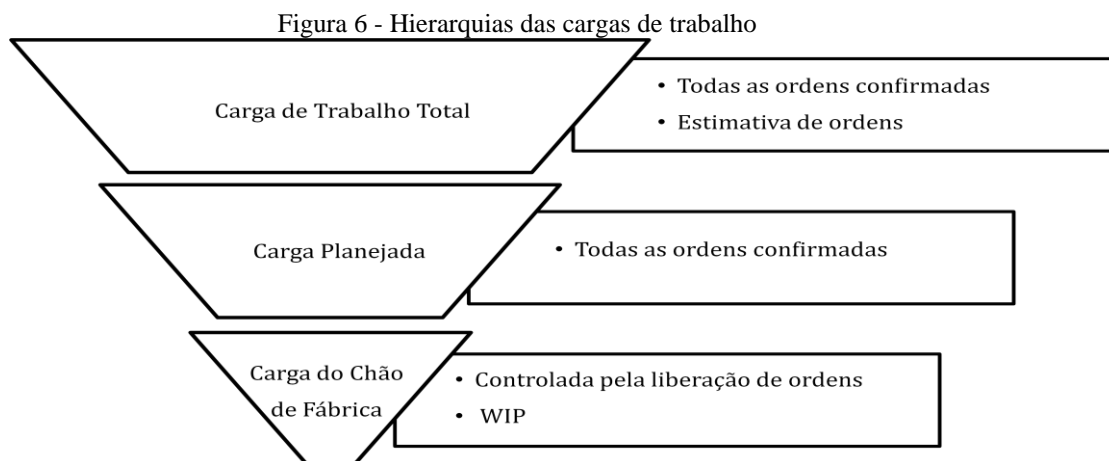 Figura 6 - Hierarquias das cargas de trabalho
Carga de Trabalho Total
• Todas as ordens confirmadas
• Estimativa de ordens
Carga Planejada
• Todas as ordens confirmadas
Carga do Chão
de Fábrica
• Controlada pela liberação de ordens
• WIP